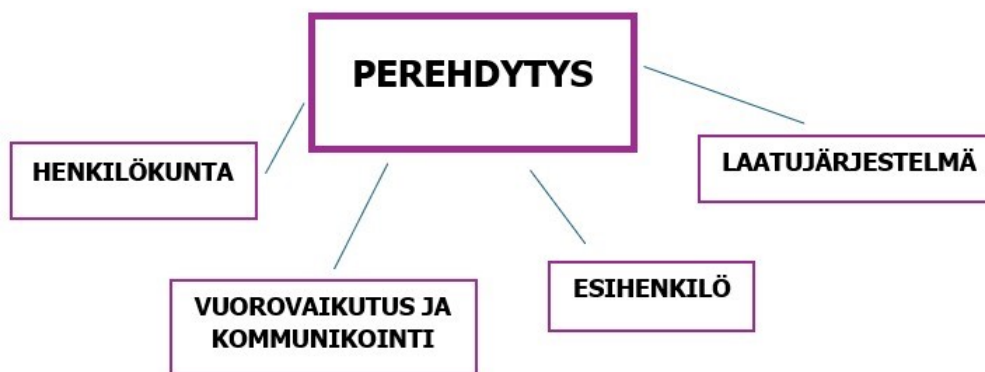 PEREHDYTYS
HENKILÖKUNTA
LAATUJÄRJESTELMÄ
VUOROVAIKUTUS JA
KOMMUNIKOINTI
ESIHENKILÖ